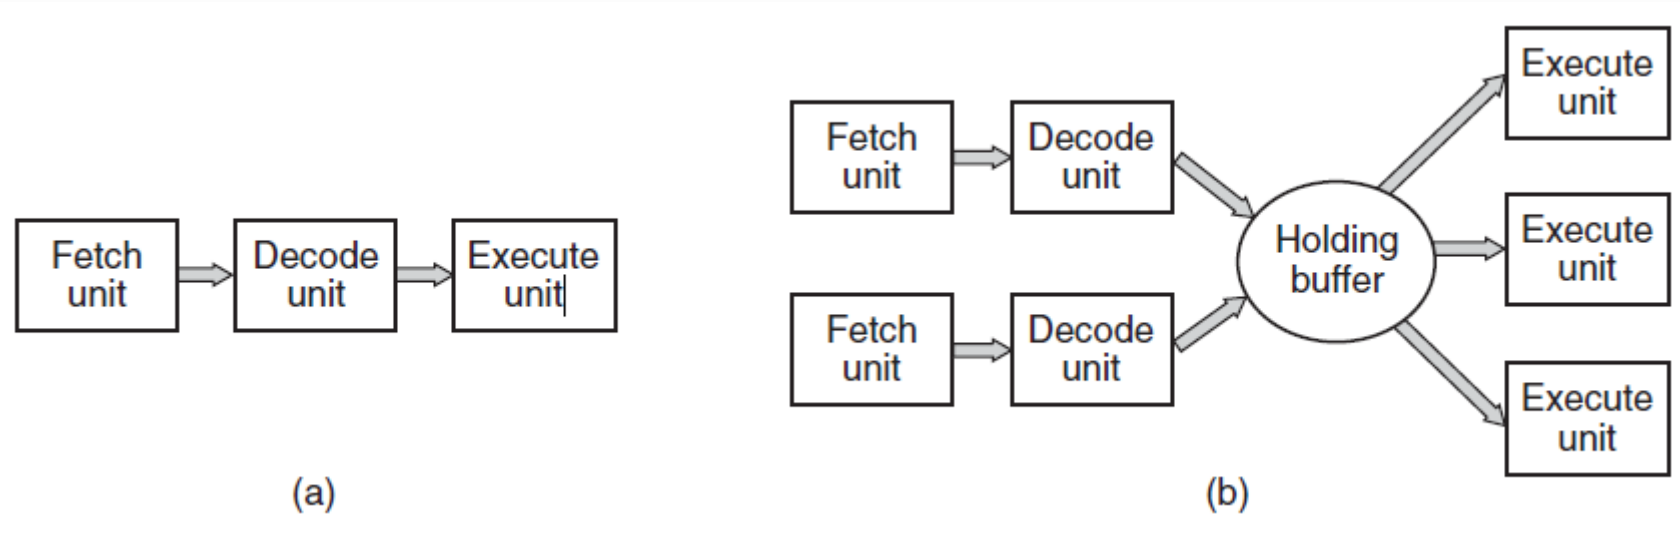 Fetch
unit
Decode
unit
Execute
unit
(a)
Fetch
unit
Decode
unit
Fetch
unit
Decode
unit
Holding
buffer
Execute
unit
Execute
unit
Execute
unit
(b)